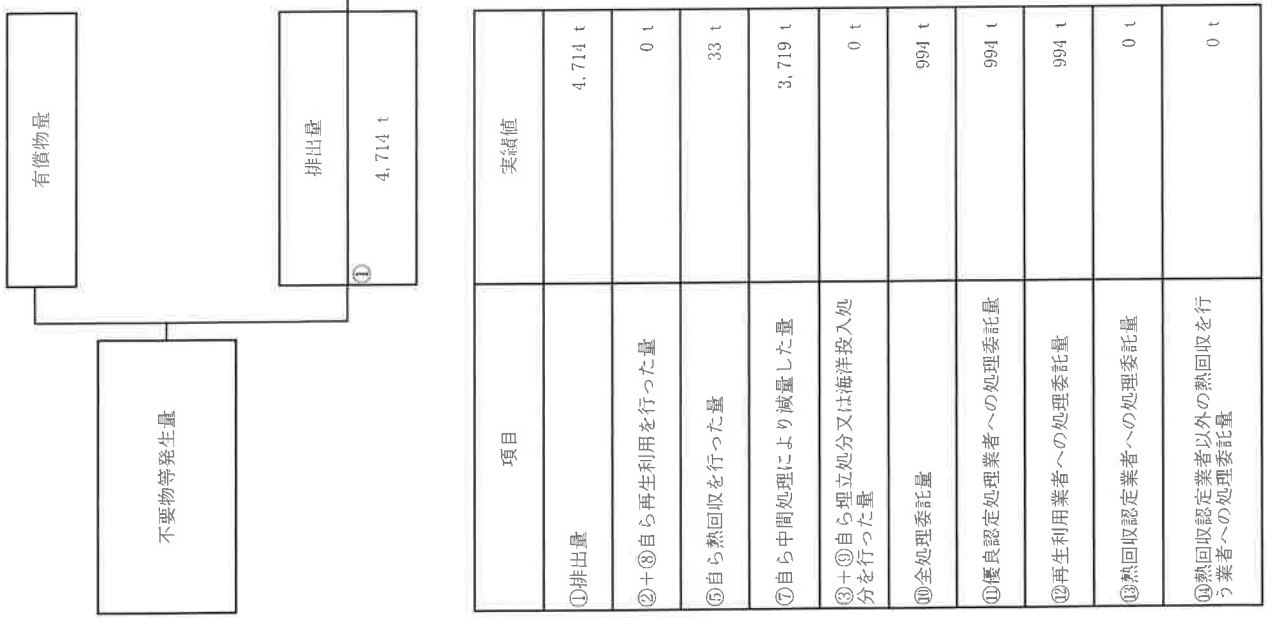 有償物量
不要物等発生量
排出量
①
4,714 t
項目
実績値
①排出量
4,714 t
②+⑧自ら再生利用を行った量
0 t
⑤自ら熱回収を行った量
33 t
⑦自ら中間処理により減量した量
3,719 t
③+⑨自ら埋立処分又は海洋投入処
分を行った量
0 t
⑩全処理委託量
994 t
⑪優良認定処理業者への処理委託量
994 t
⑫再生利用業者への処理委託量
994 t
⑬熱回収認定業者への処理委託量
0 t
⑭熱回収認定業者以外の熱回収を行
う業者への処理委託量
0 t